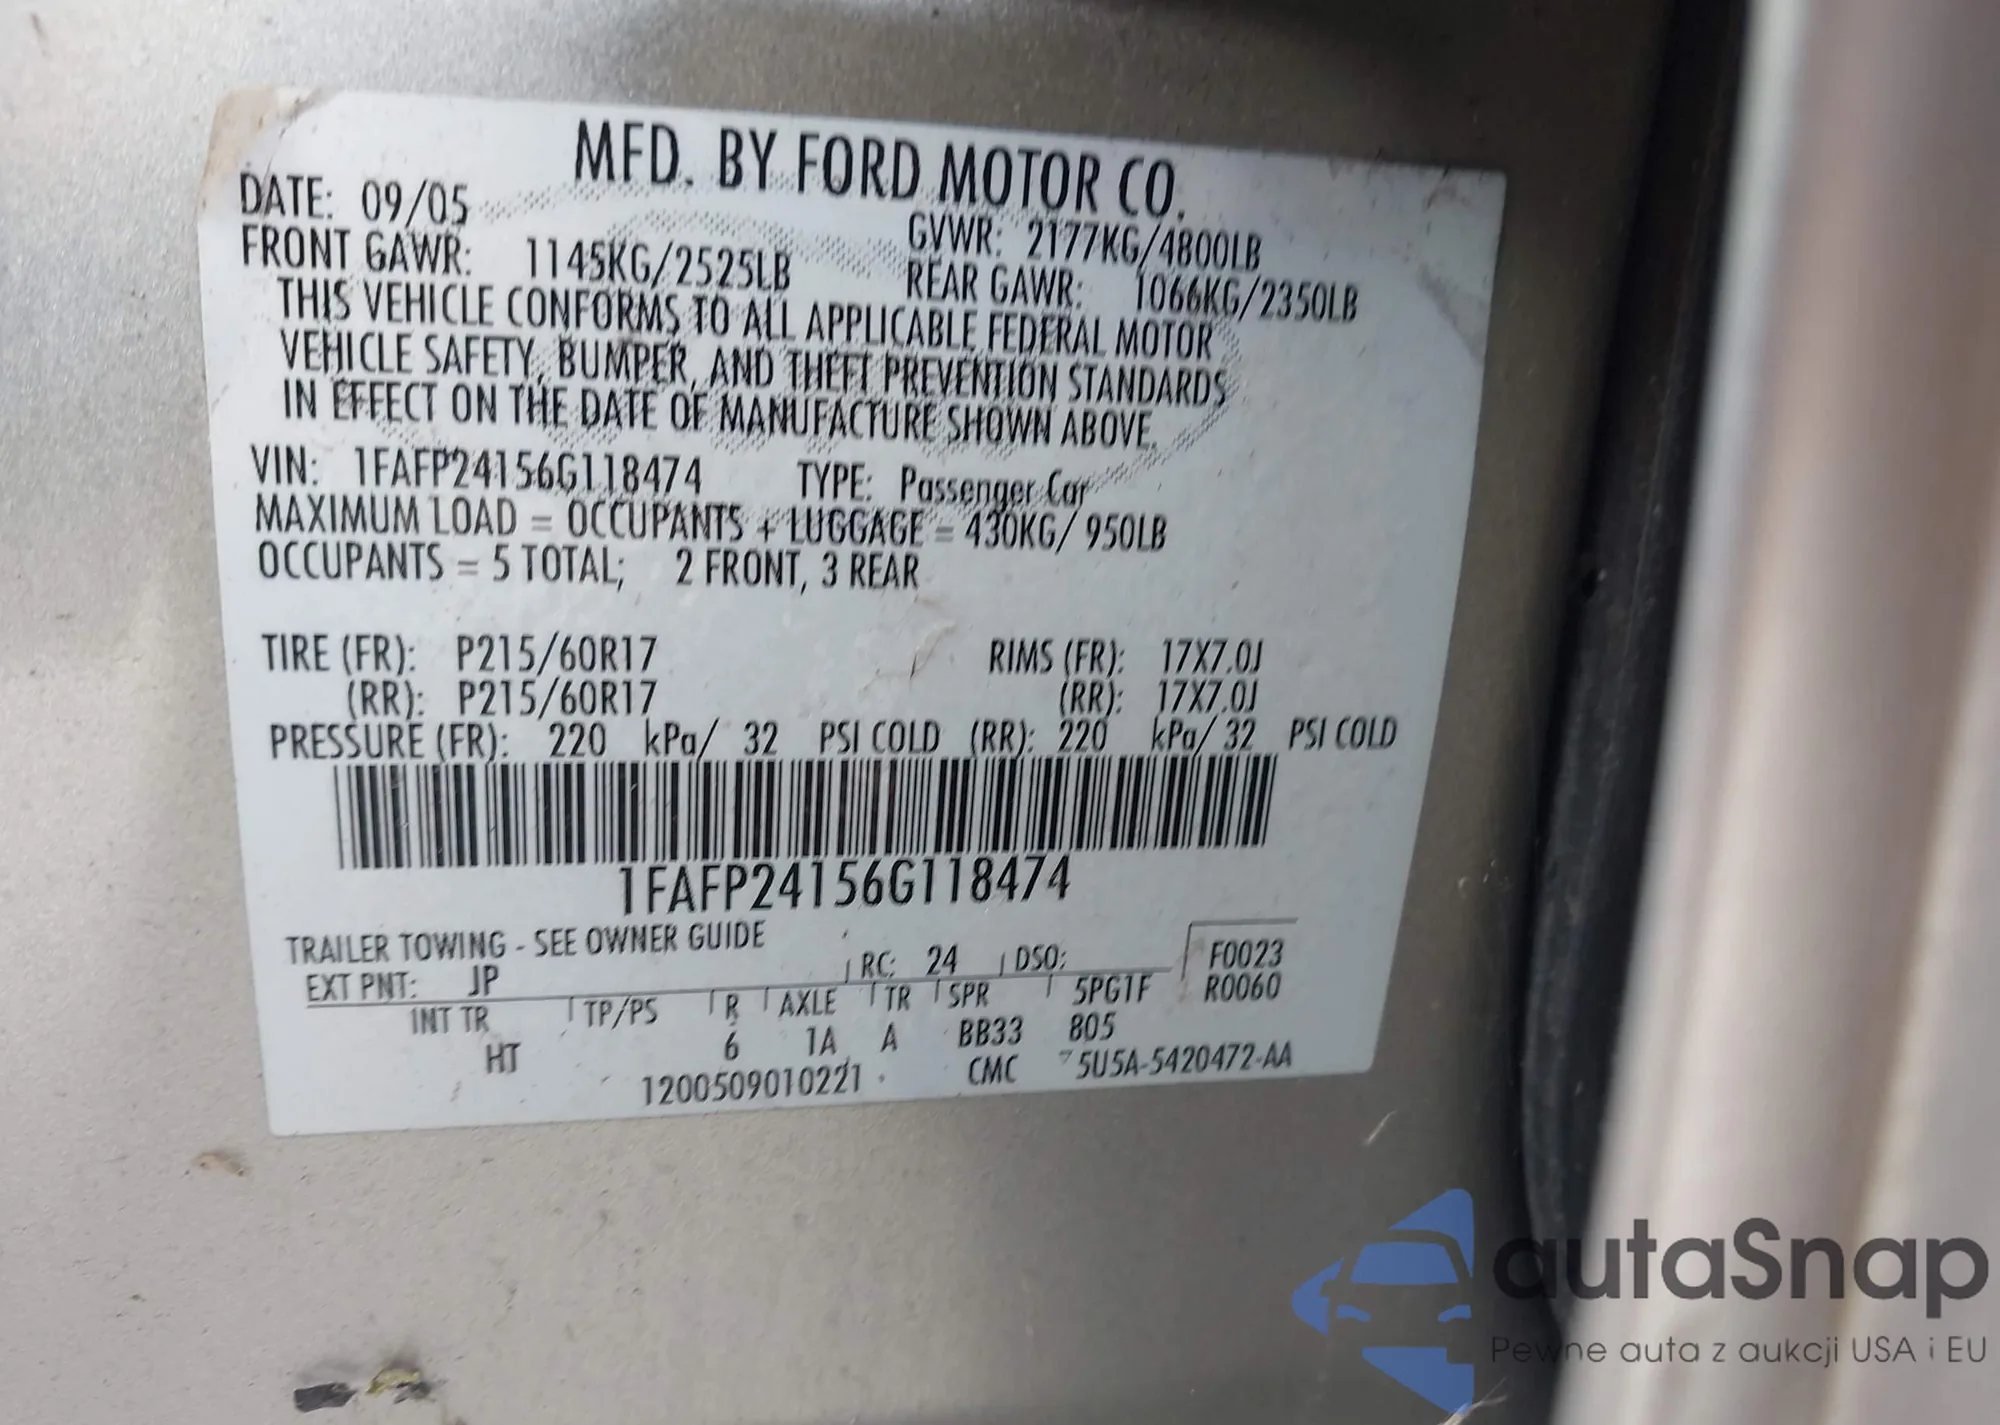 MFD. BY FORD MOTOR CO.
DATE: 09/05 GVWR: 2177KG/4800LB
FRONT GAWR: 1145KG/2525LB REAR GAWR: 1066KG/2350LB
THIS VEHICLE CONFORMS TO ALL APPLICABLE FEDERAL MOTOR
VEHICLE SAFETY, BUMPER, AND THEFT PREVENTION STANDARDS
IN EFFECT ON THE DATE OF MANUFACTURE SHOWN ABOVE.
VIN: 1FAFP24156G118474 TYPE: Passenger Car
MAXIMUM LOAD = OCCUPANTS + LUGGAGE = 430KG/ 950LB
OCCUPANTS = 5 TOTAL; 2 FRONT, 3 REAR
TIRE (FR): P215/60R17 RIMS (FR): 17X7.0J
(RR): P215/60R17 (RR): 17X7.0J
PRESSURE (FR): 220 kPa/ 32 PSI COLD (RR): 220 kPa/ 32 PSI COLD
1FAFP24156G118474
TRAILER TOWING - SEE OWNER GUIDE
EXT PNT: JP RC: 24 DSO: F0023
INT TR TP/PS R AXLE TR SPR 5PG1F R0060
HT 6 1A A BB33 805
1200509010221 CMC 5U5A-5420472-AA
autaSnap
Pewne auta z aukcji USA i EU